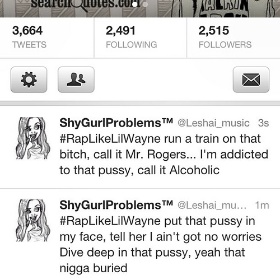 searchQuotes.com
3,664 2,491 2,515
TWEETS FOLLOWING FOLLOWERS
ShyGurlProblems™ @Leshai_music 3s
#RapLikeLilWayne run a train on that
bitch, call it Mr. Rogers... I'm addicted
to that pussy, call it Alcoholic
ShyGurlProblems™ @Leshai_mu... 1m
#RapLikeLilWayne put that pussy in
my face, tell her I ain't got no worries
Dive deep in that pussy, yeah that
nigga buried